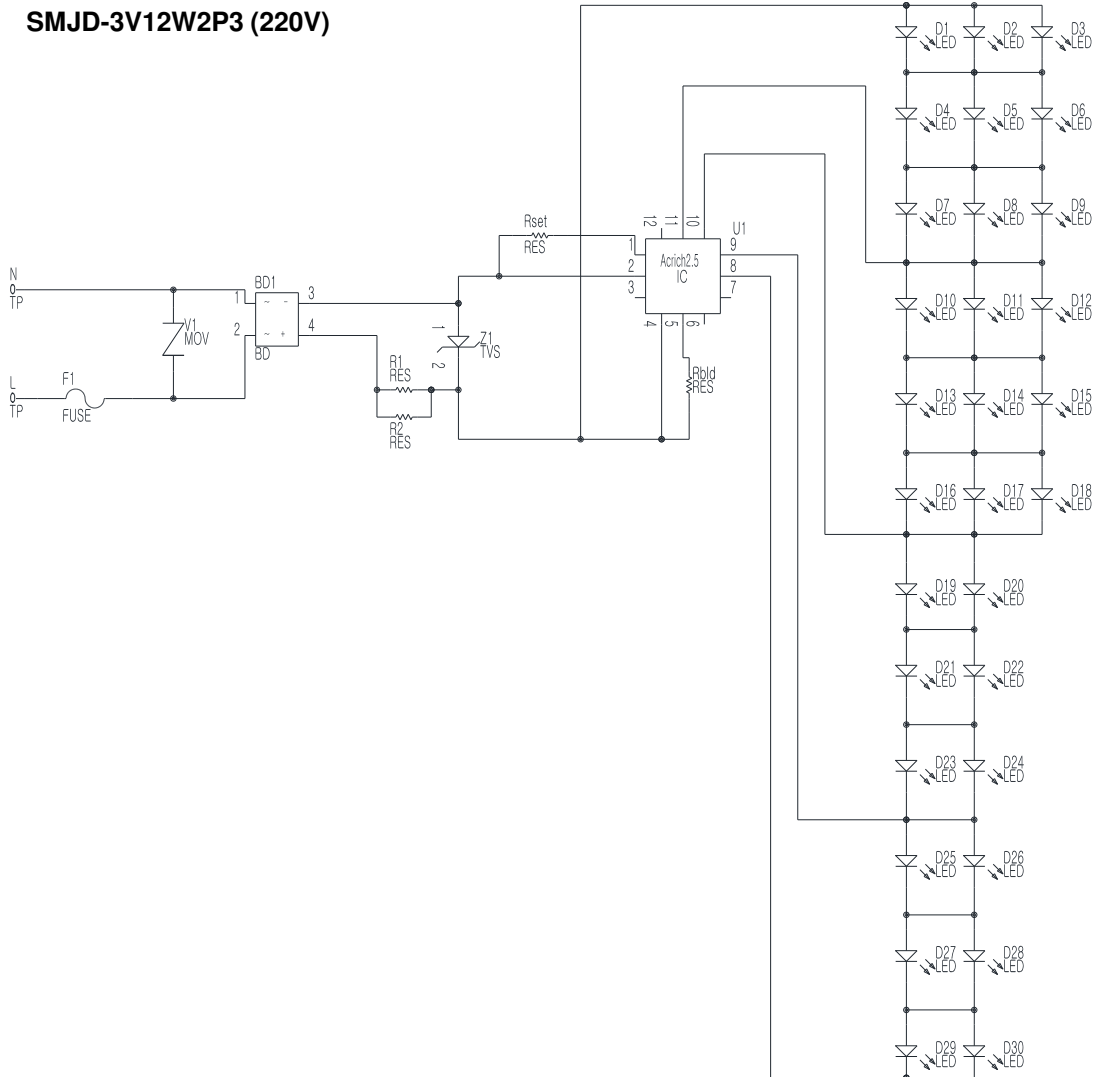 SMJD-3V12W2P3 (220V)
D1
LED
D2
LED
D3
LED
D4
LED
D5
LED
D6
LED
D7
LED
D8
LED
D9
LED
Rset
RES
12
11
10
U1
1
9
Acrich2.5
IC
2
8
3
7
4
5
6
N
0
TP
BD1
1
~ -
3
2
~ +
4
BD
V1
MOV
1
Z1
TVS
2
L
0
TP
F1
FUSE
R1
RES
R2
RES
Rbld
RES
D10
LED
D11
LED
D12
LED
D13
LED
D14
LED
D15
LED
D16
LED
D17
LED
D18
LED
D19
LED
D20
LED
D21
LED
D22
LED
D23
LED
D24
LED
D25
LED
D26
LED
D27
LED
D28
LED
D29
LED
D30
LED